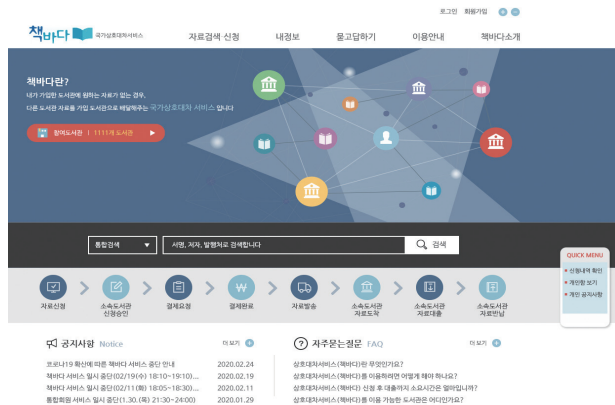 로그인 회원가입
책바다 국가상호대차서비스
자료검색·신청 내정보 묻고답하기 이용안내 책바다소개
책바다란?
내가 가입한 도서관에 원하는 자료가 없는 경우,
다른 도서관 자료를 가입 도서관으로 배달해주는 국가상호대차 서비스 입니다
참여도서관 | 1111개 도서관 ▶
통합검색 ▼ 서명, 저자, 발행처로 검색합니다 검색
QUICK MENU
신청내역 확인
개인함 보기
개인 공지사항
자료신청
소속도서관
신청승인
결제요청
결제완료
자료발송
소속도서관
자료도착
소속도서관
자료대출
소속도서관
자료반납
공지사항 Notice 더 보기
코로나19 확산에 따른 책바다 서비스 중단 안내 2020.02.24
책바다 서비스 일시 중단(02/19(수) 18:10~19:10)... 2020.02.19
책바다 서비스 일시 중단(02/11(화) 18:05~18:30)... 2020.02.11
통합회원 서비스 일시 중단(1.30.(목) 21:30~24:00) 2020.01.29
자주묻는질문 FAQ 더 보기
상호대차서비스(책바다)란 무엇인가요?
상호대차서비스(책바다)를 이용하려면 어떻게 해야 하나요?
상호대차서비스(책바다) 신청 후 대출까지 소요시간은 얼마입니까?
상호대차서비스(책바다)를 이용 가능한 도서관은 어디인가요?